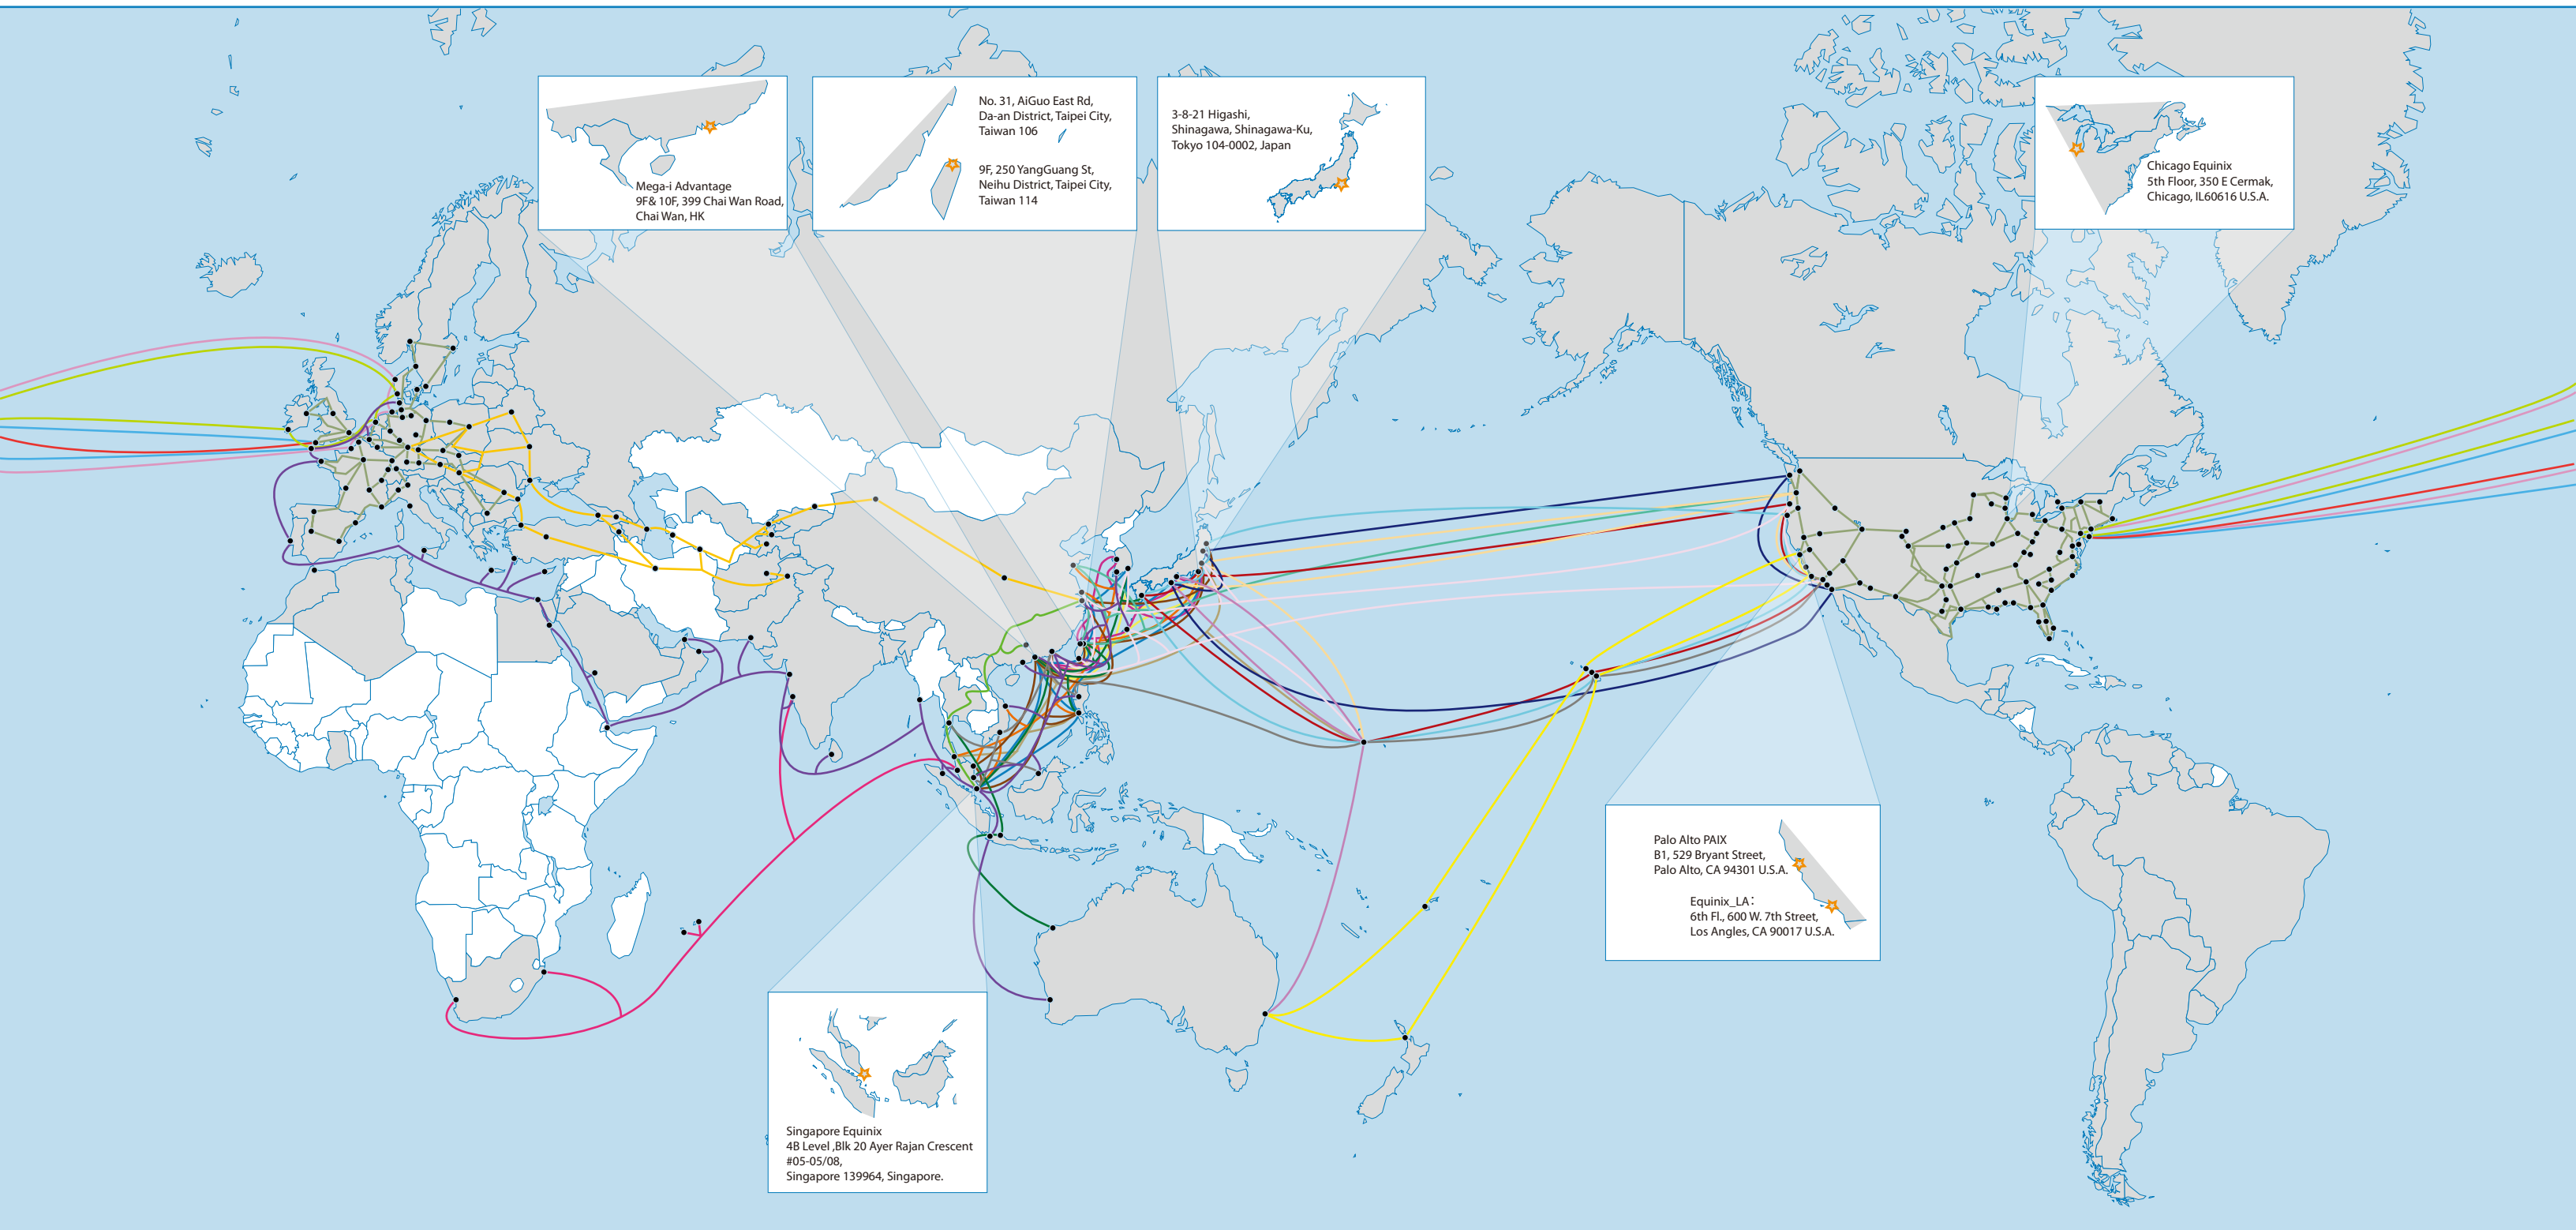 Mega-i Advantage
9F& 10F, 399 Chai Wan Road,
Chai Wan, HK
No. 31, AiGuo East Rd,
Da-an District, Taipei City,
Taiwan 106
9F, 250 YangGuang St,
Neihu District, Taipei City,
Taiwan 114
3-8-21 Higashi,
Shinagawa, Shinagawa-Ku,
Tokyo 104-0002, Japan
Chicago Equinix
5th Floor, 350 E Cermak,
Chicago, IL60616 U.S.A.
Palo Alto PAIX
B1, 529 Bryant Street,
Palo Alto, CA 94301 U.S.A.
Equinix_LA:
6th Fl., 600 W. 7th Street,
Los Angles, CA 90017 U.S.A.
Singapore Equinix
4B Level ,Blk 20 Ayer Rajan Crescent
#05-05/08,
Singapore 139964, Singapore.